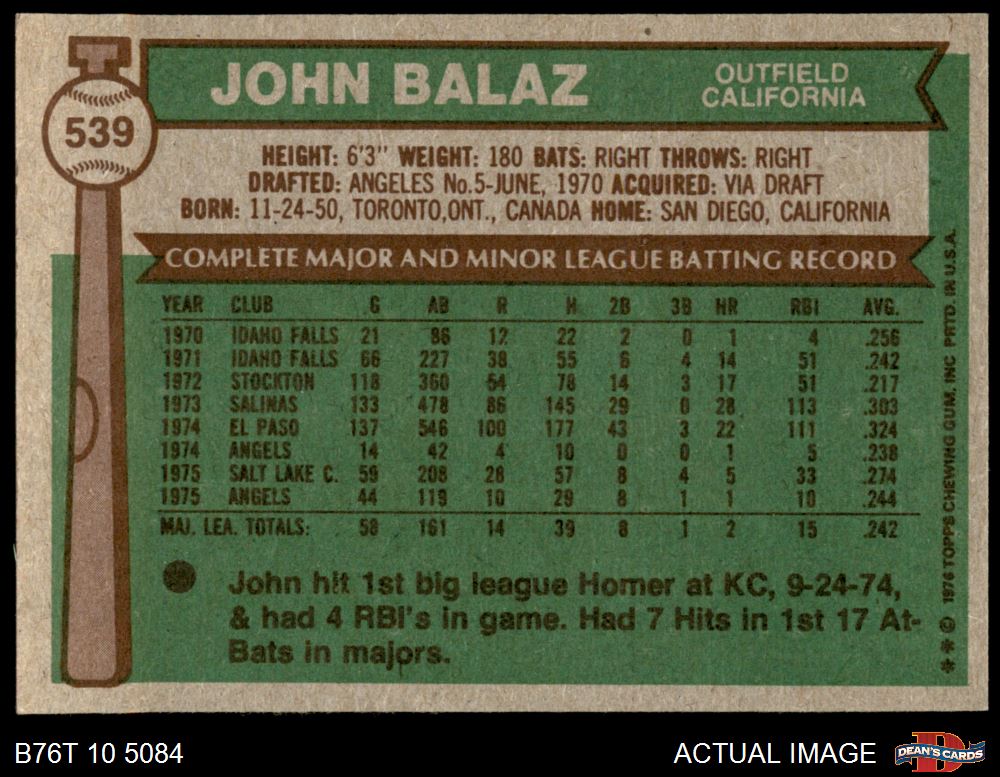 539
JOHN BALAZ
OUTFIELD
CALIFORNIA
HEIGHT: 6'3" WEIGHT: 180 BATS: RIGHT THROWS: RIGHT
DRAFTED: ANGELES No.5-JUNE, 1970 ACQUIRED: VIA DRAFT
BORN: 11-24-50, TORONTO,ONT., CANADA HOME: SAN DIEGO, CALIFORNIA
COMPLETE MAJOR AND MINOR LEAGUE BATTING RECORD
YEAR CLUB G AB R H 2B 3B HR RBI AVG.
1970 IDAHO FALLS 21 86 12 22 2 0 1 4 .256
1971 IDAHO FALLS 66 227 38 55 6 4 14 51 .242
1972 STOCKTON 118 360 54 78 14 3 17 51 .217
1973 SALINAS 133 478 86 145 29 0 28 113 .303
1974 EL PASO 137 546 100 177 43 3 22 111 .324
1974 ANGELS 14 42 4 10 0 0 1 5 .238
1975 SALT LAKE C. 59 208 28 57 8 4 5 33 .274
1975 ANGELS 44 119 10 29 8 1 1 10 .244
MAJ. LEA. TOTALS: 58 161 14 39 8 1 2 15 .242
John hit 1st big league Homer at KC, 9-24-74,
& had 4 RBI's in game. Had 7 Hits in 1st 17 At-
Bats in majors.
** © 1976 TOPPS CHEWING GUM, INC PRTD. IN U.S.A.
B76T 10 5084
ACTUAL IMAGE
DEAN'S CARDS